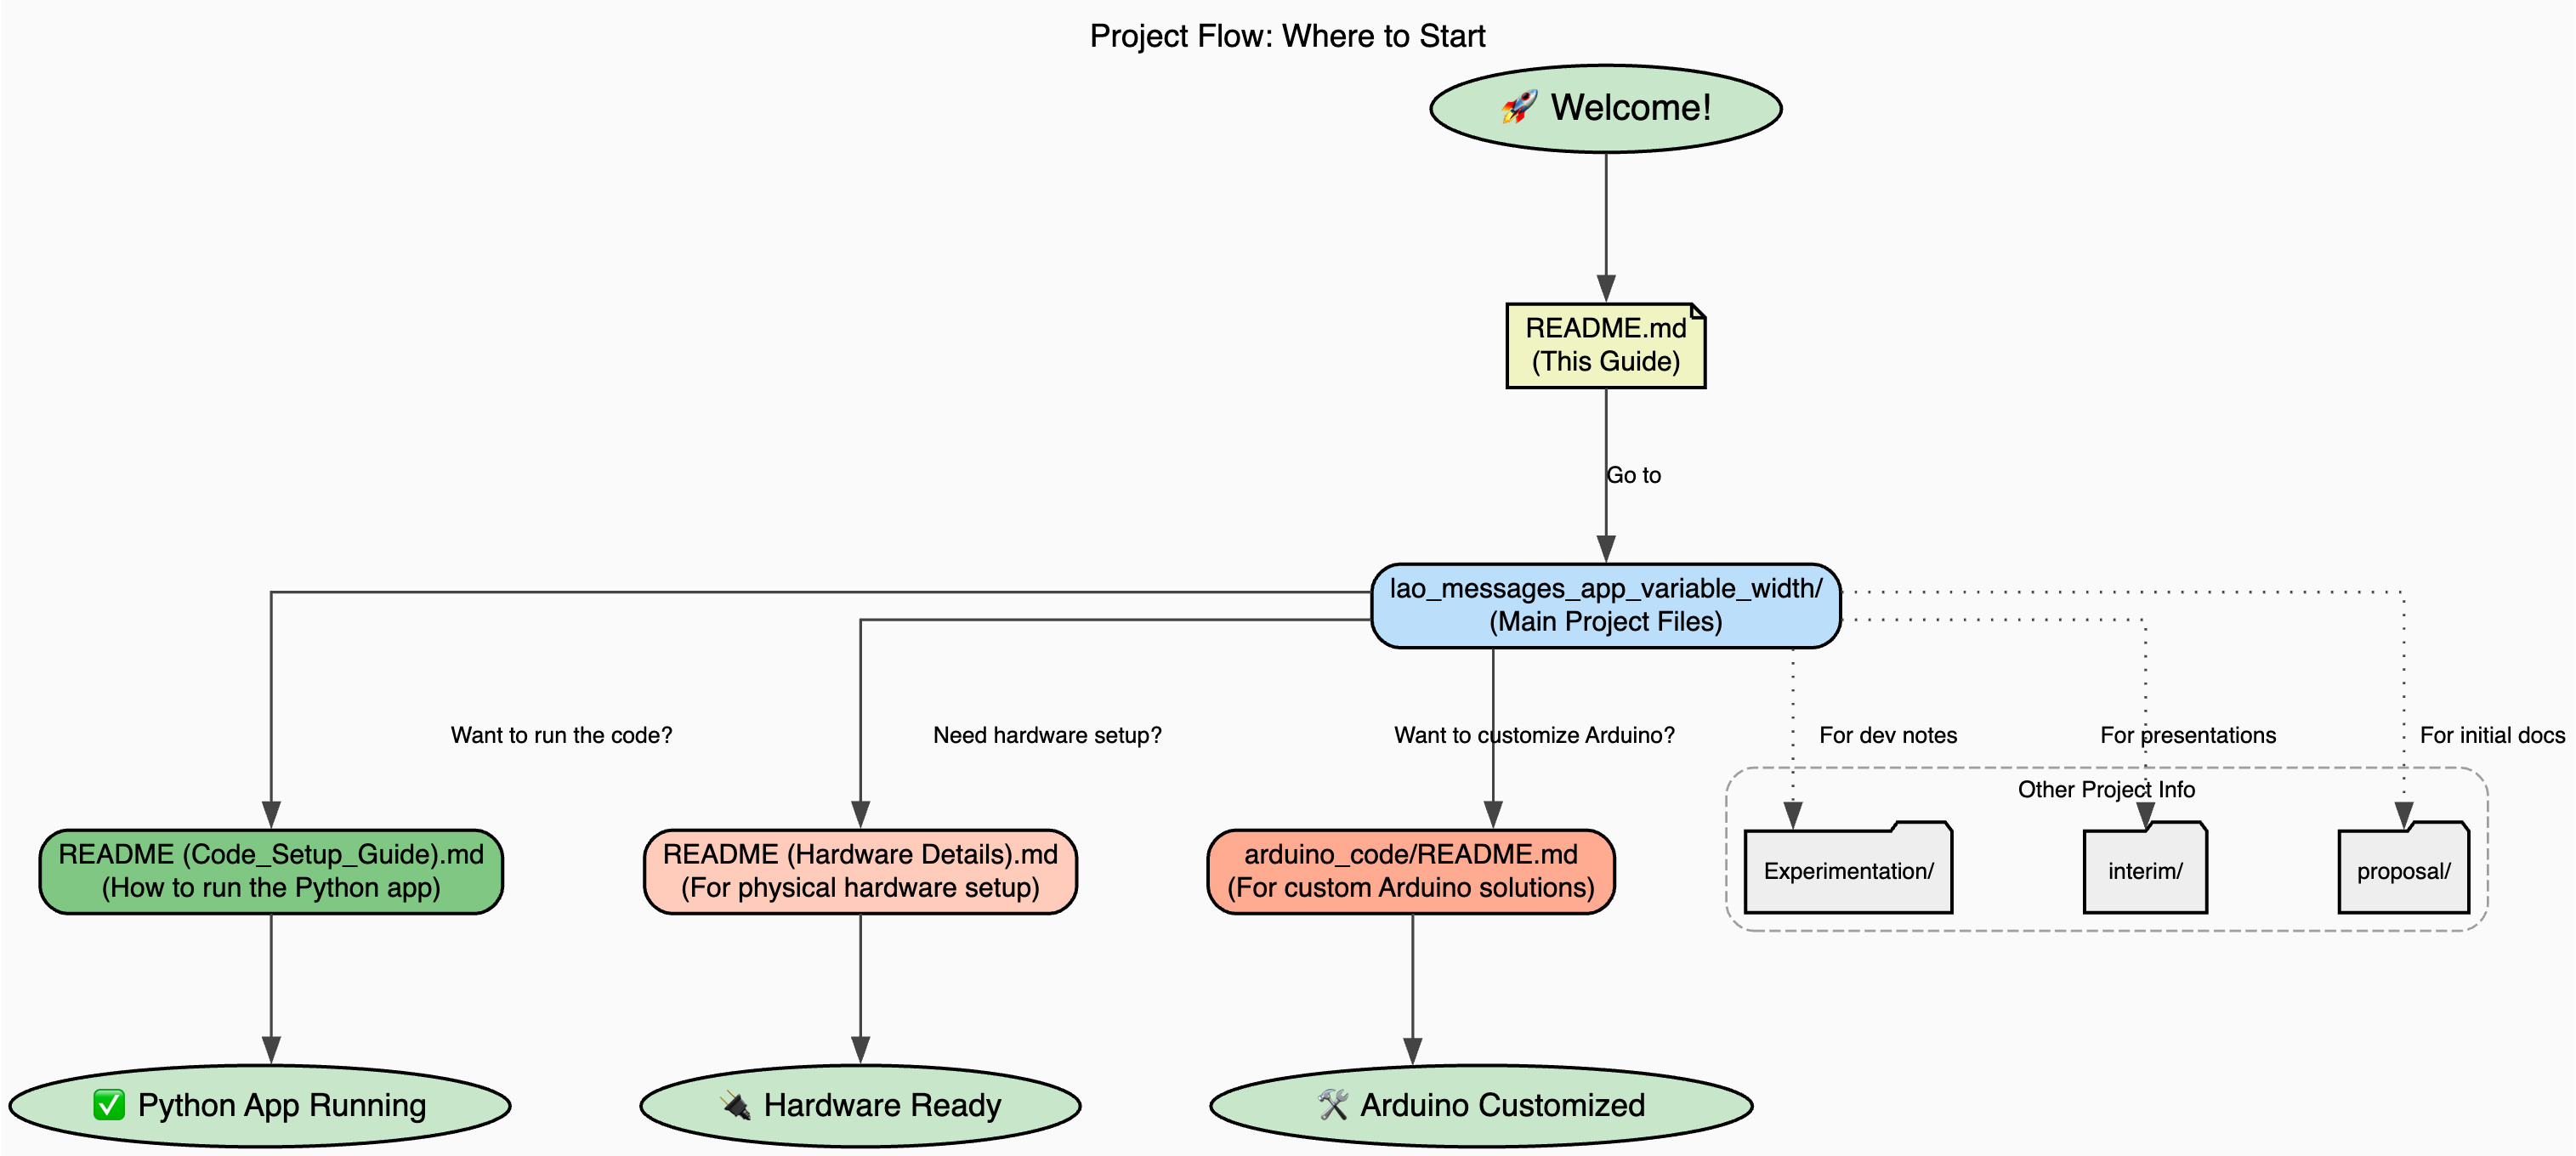 Project Flow: Where to Start
🚀 Welcome!
README.md
(This Guide)
Go to
lao_messages_app_variable_width/
(Main Project Files)
Want to run the code?
Need hardware setup?
Want to customize Arduino?
For dev notes
For presentations
For initial docs
Other Project Info
README (Code_Setup_Guide).md
(How to run the Python app)
README (Hardware Details).md
(For physical hardware setup)
arduino_code/README.md
(For custom Arduino solutions)
Experimentation/
interim/
proposal/
✅ Python App Running
🔌 Hardware Ready
🛠️ Arduino Customized